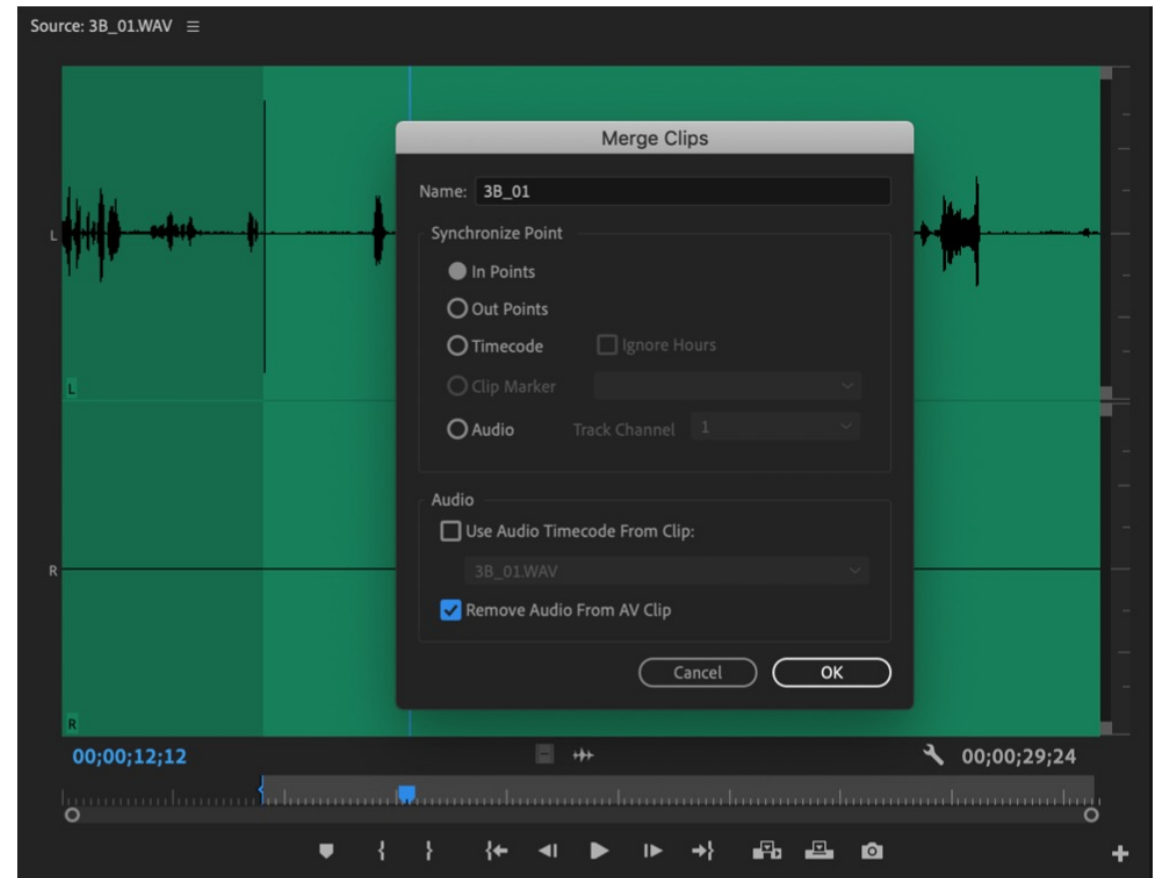 Source: 3B_01.WAV
Merge Clips
Name: 3B_01
Synchronize Point
In Points
Out Points
Timecode Ignore Hours
Clip Marker
Audio Track Channel 1
Audio
Use Audio Timecode From Clip:
3B_01.WAV
Remove Audio From AV Clip
Cancel OK
L
L
R
R
00;00;12;12 00;00;29;24